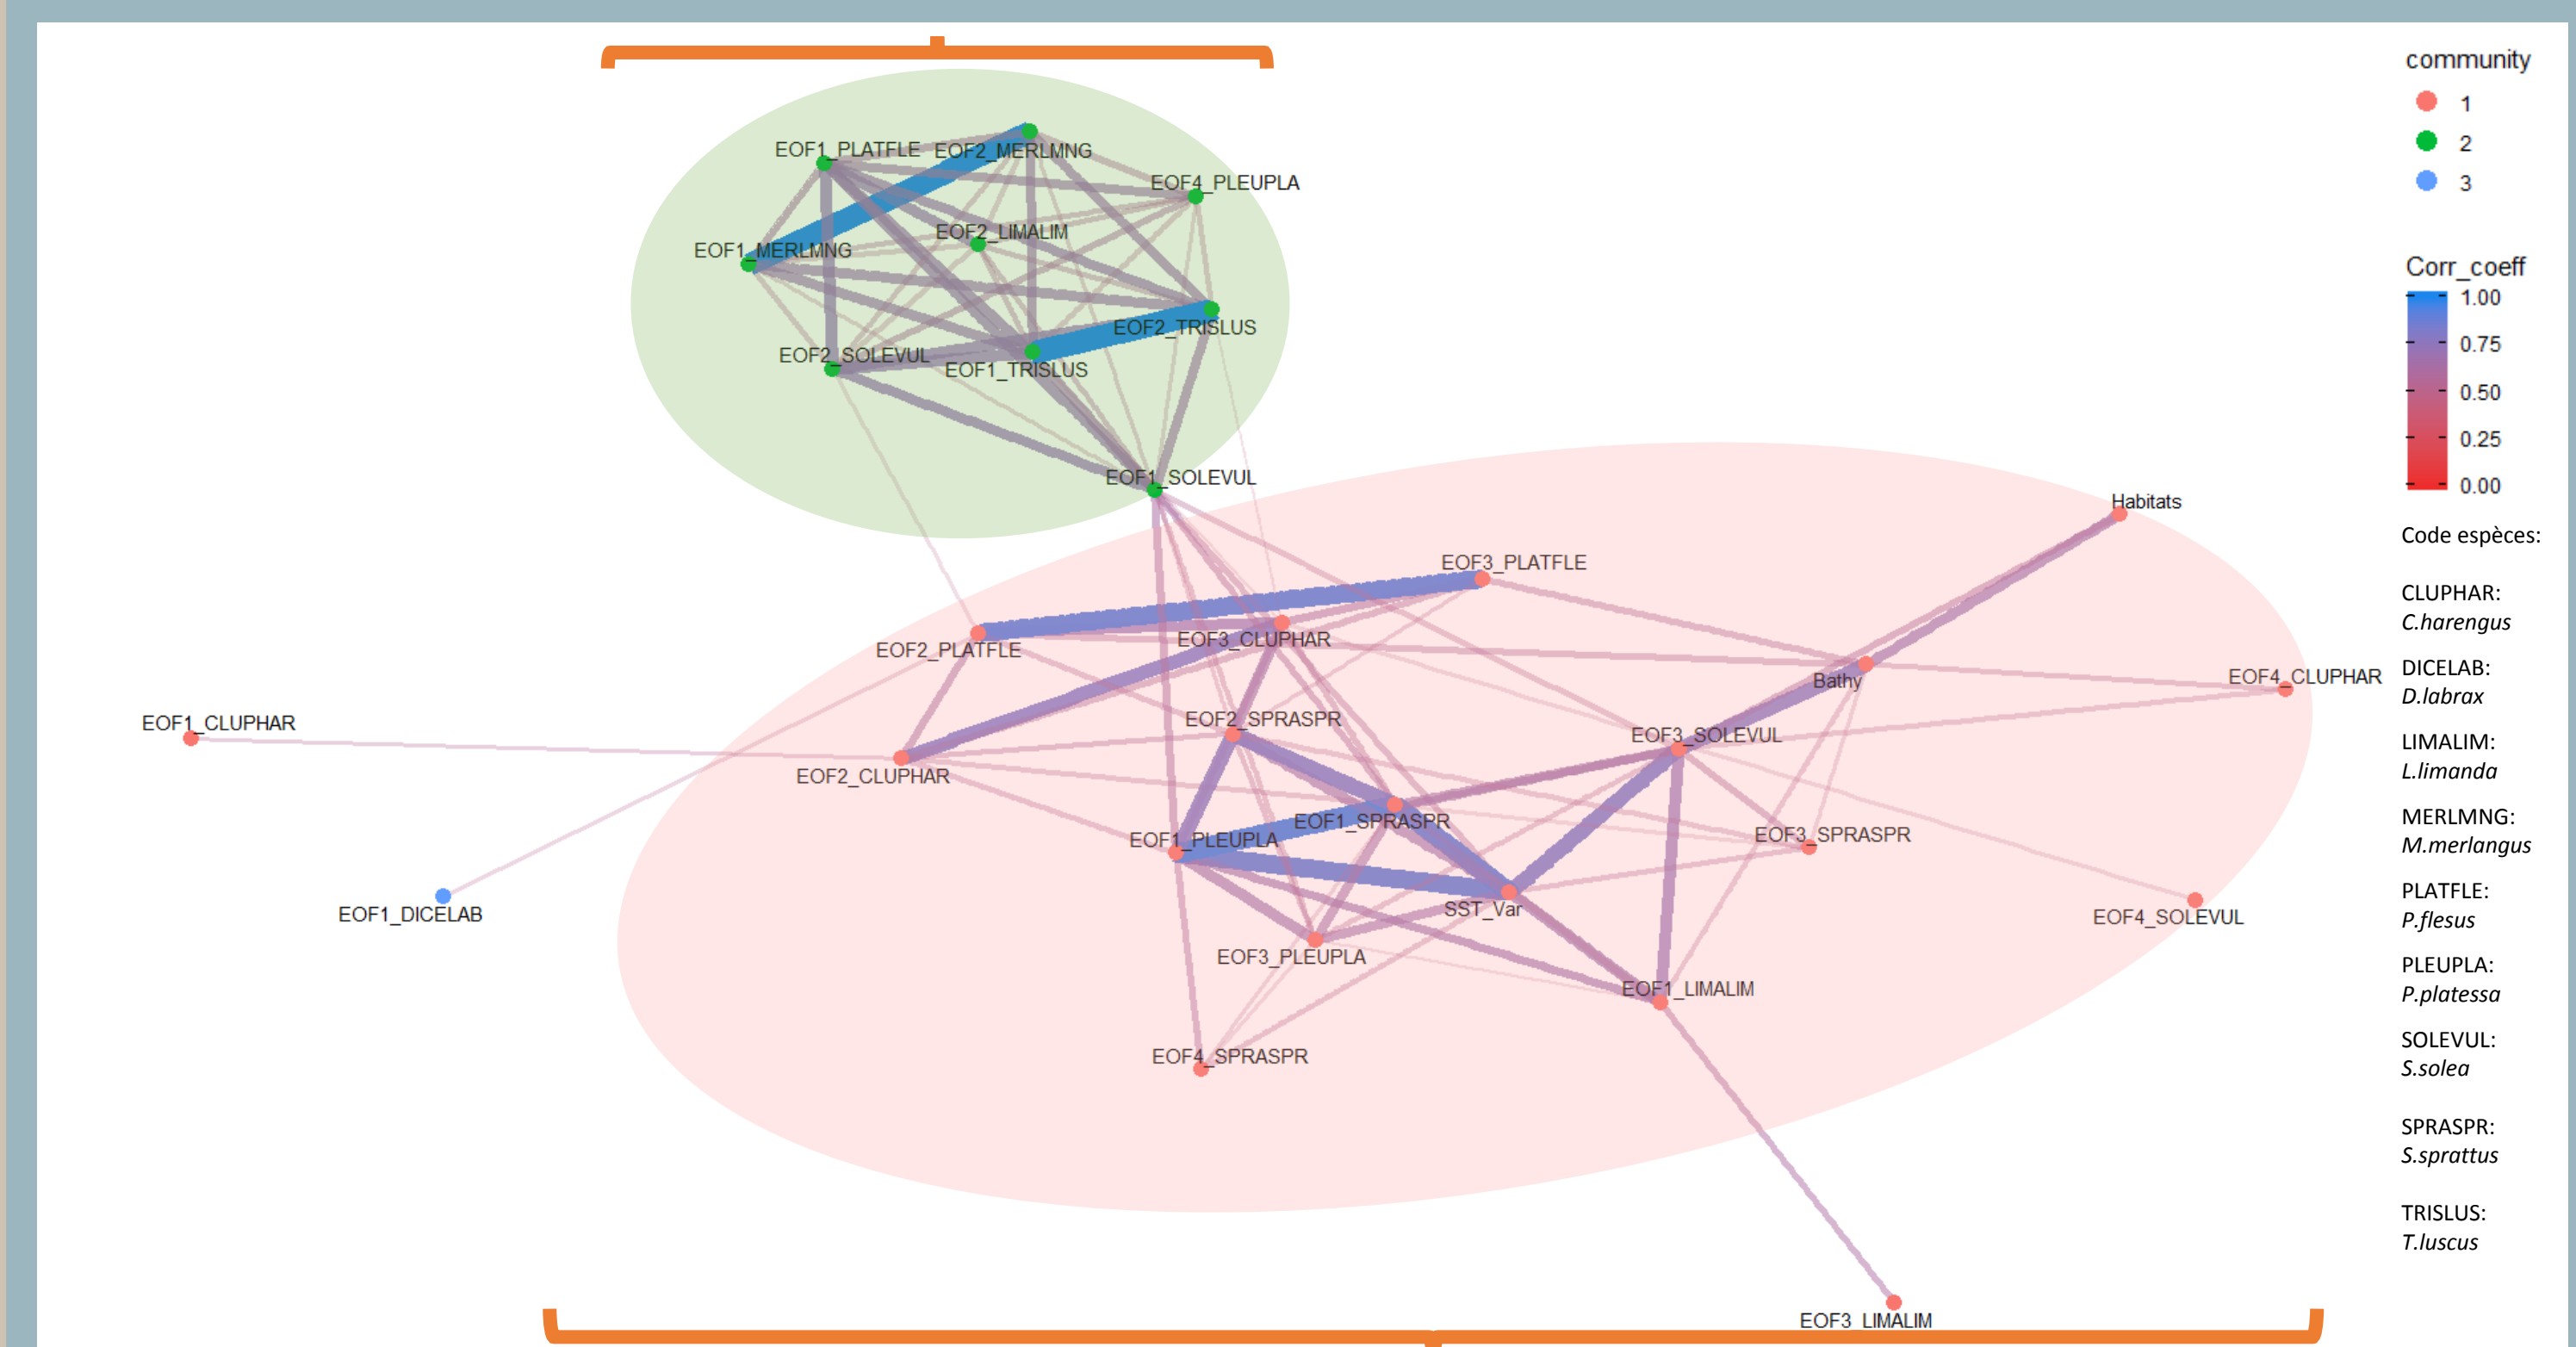 EOF1_PLATFLE
EOF2_MERLMNG
EOF4_PLEUPLA
EOF2_LIMALIM
EOF1_MERLMNG
EOF2_TRISLUS
EOF2_SOLEVUL
EOF1_TRISLUS
EOF1_SOLEVUL
Habitats
EOF3_PLATFLE
EOF3_CLUPHAR
EOF2_PLATFLE
Bathy
EOF4_CLUPHAR
EOF1_CLUPHAR
EOF2_SPRASPR
EOF3_SOLEVUL
EOF2_CLUPHAR
EOF1_SPRASPR
EOF3_SPRASPR
EOF1_PLEUPLA
SST_Var
EOF1_DICELAB
EOF4_SOLEVUL
EOF3_PLEUPLA
EOF1_LIMALIM
EOF4_SPRASPR
EOF3_LIMALIM
community
1
2
3
Corr_coeff
1.00
0.75
0.50
0.25
0.00
Code espèces:
CLUPHAR:
C.harengus
DICELAB:
D.labrax
LIMALIM:
L.limanda
MERLMNG:
M.merlangus
PLATFLE:
P.flesus
PLEUPLA:
P.platessa
SOLEVUL:
S.solea
SPRASPR:
S.sprattus
TRISLUS:
T.luscus